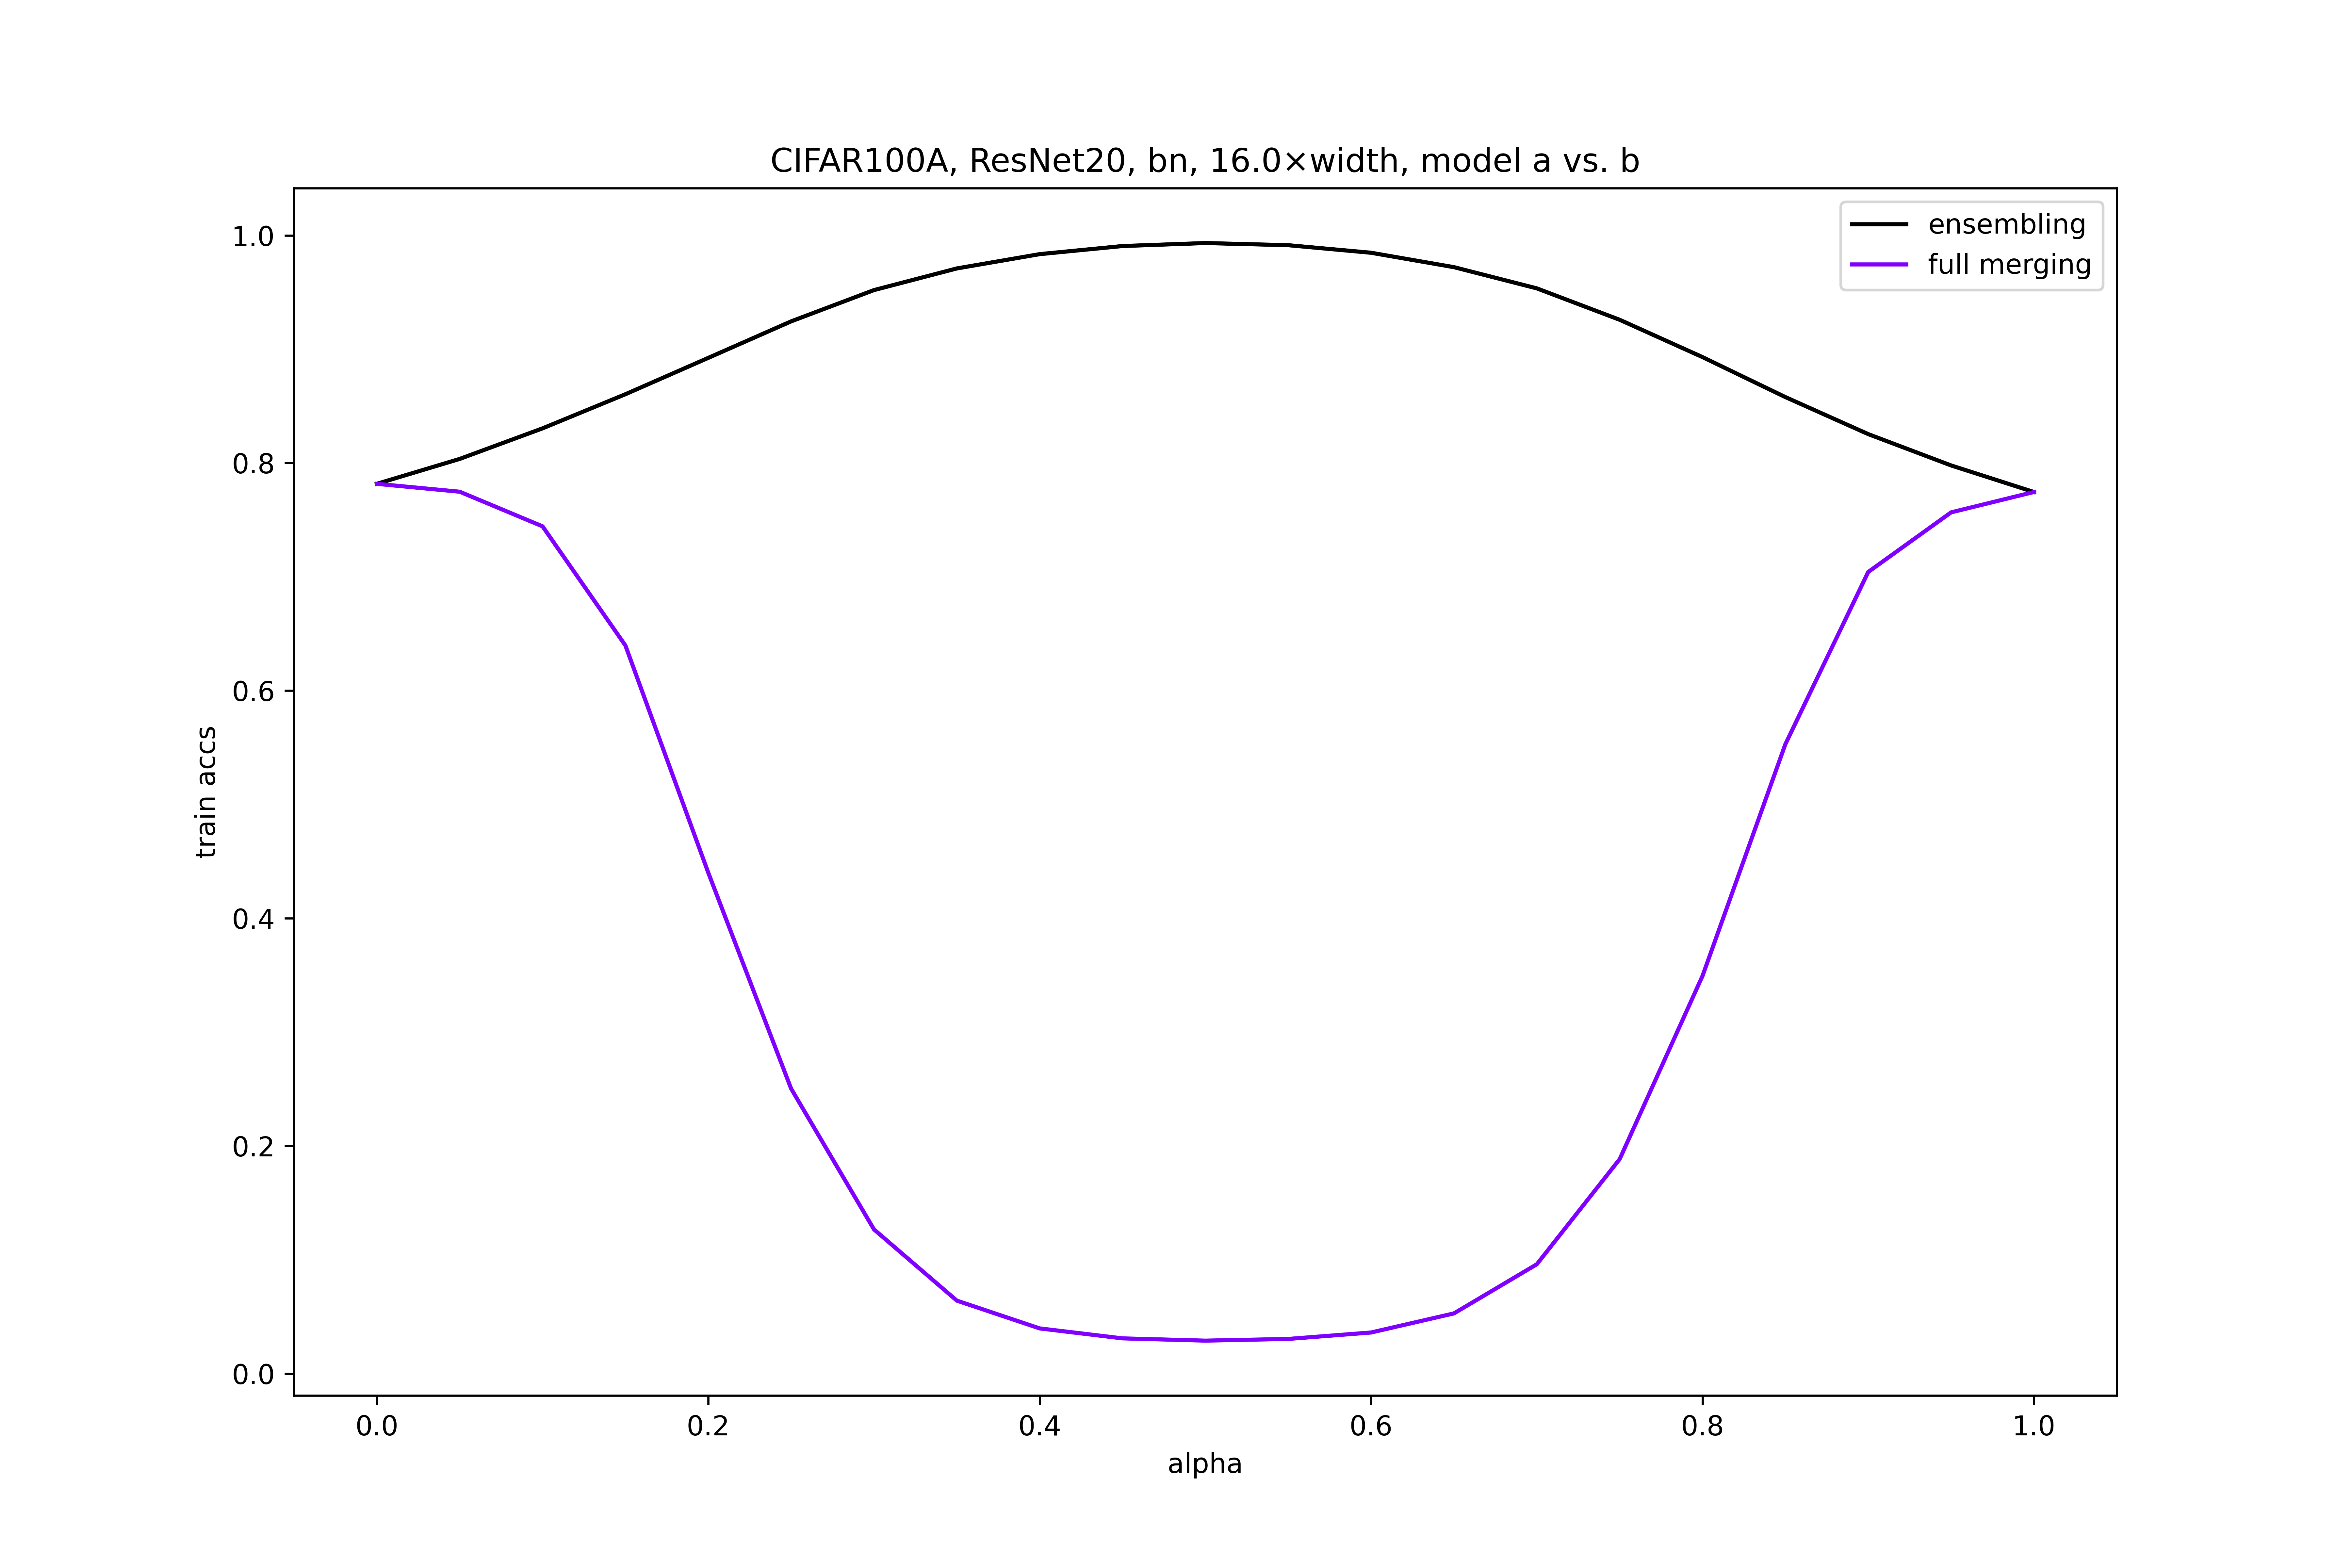 CIFAR100A, ResNet20, bn, 16.0×width, model a vs. b
ensembling
full merging
1.0
0.8
0.6
0.4
0.2
0.0
train accs
0.0 0.2 0.4 0.6 0.8 1.0
alpha